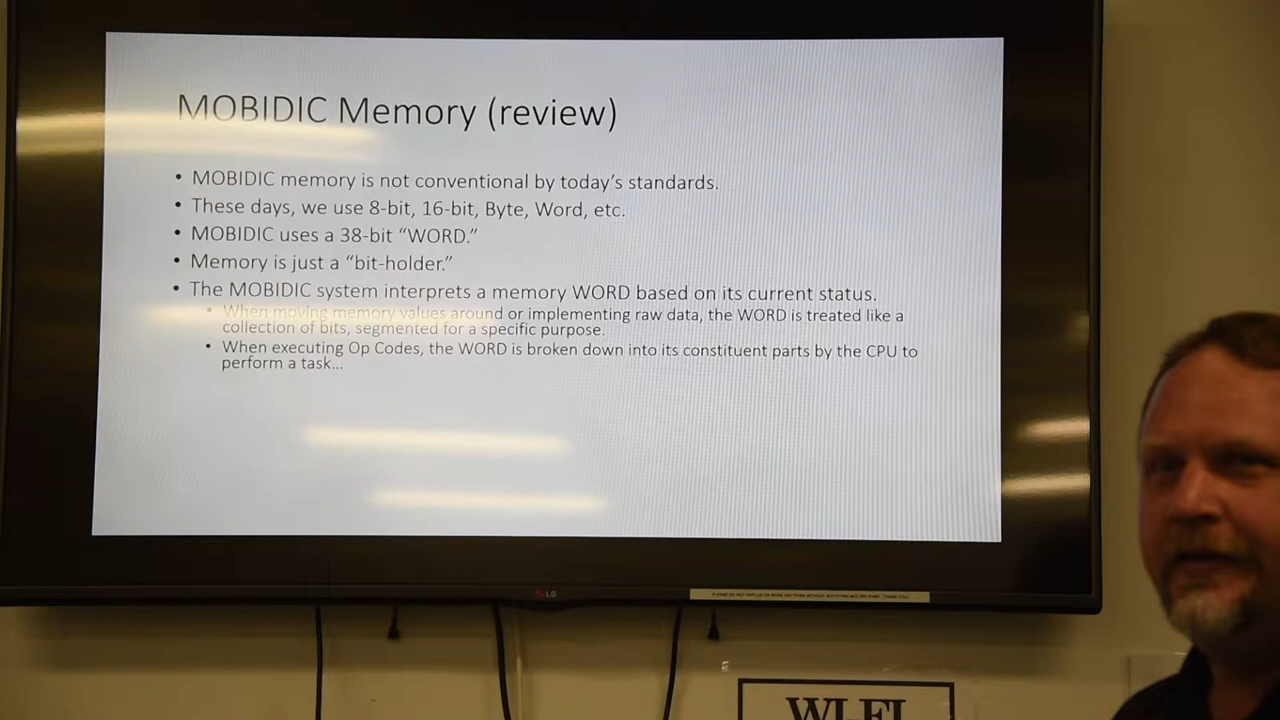 MOBIDIC Memory (review)
• MOBIDIC memory is not conventional by today's standards.
• These days, we use 8-bit, 16-bit, Byte, Word, etc.
• MOBIDIC uses a 38-bit “WORD.”
• Memory is just a “bit-holder.”
• The MOBIDIC system interprets a memory WORD based on its current status.
• When moving memory values around or implementing raw data, the WORD is treated like a
collection of bits, segmented for a specific purpose.
• When executing Op Codes, the WORD is broken down into its constituent parts by the CPU to
perform a task...
LG
WI-FI